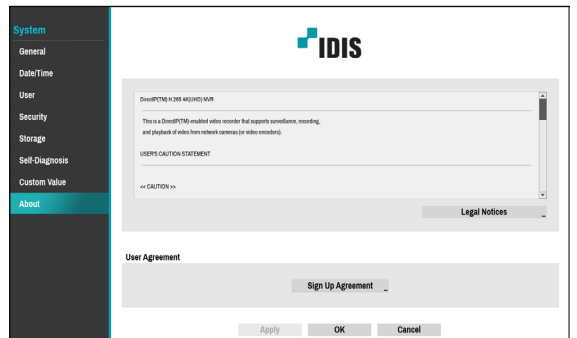 System
General
Date/Time
User
Security
Storage
Self-Diagnosis
Custom Value
About
IDIS
DirectIP(TM) H.265 4K(UHD) NVR
This is a DirectIP(TM)-enabled video recorder that supports surveillance, recording,
and playback of video from network cameras (or video encoders).
USER'S CAUTION STATEMENT
<< CAUTION >>
Legal Notices
User Agreement
Sign Up Agreement
Apply OK Cancel